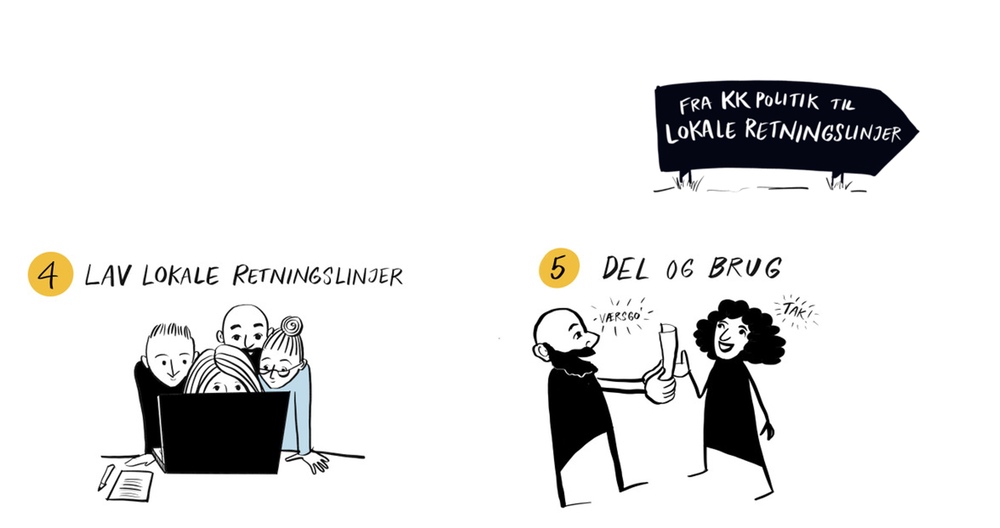 FRA KK POLITIK TIL
LOKALE RETNINGSLINJER
4 LAV LOKALE RETNINGSLINJER
5 DEL OG BRUG
VÆRSGO'
TAK!